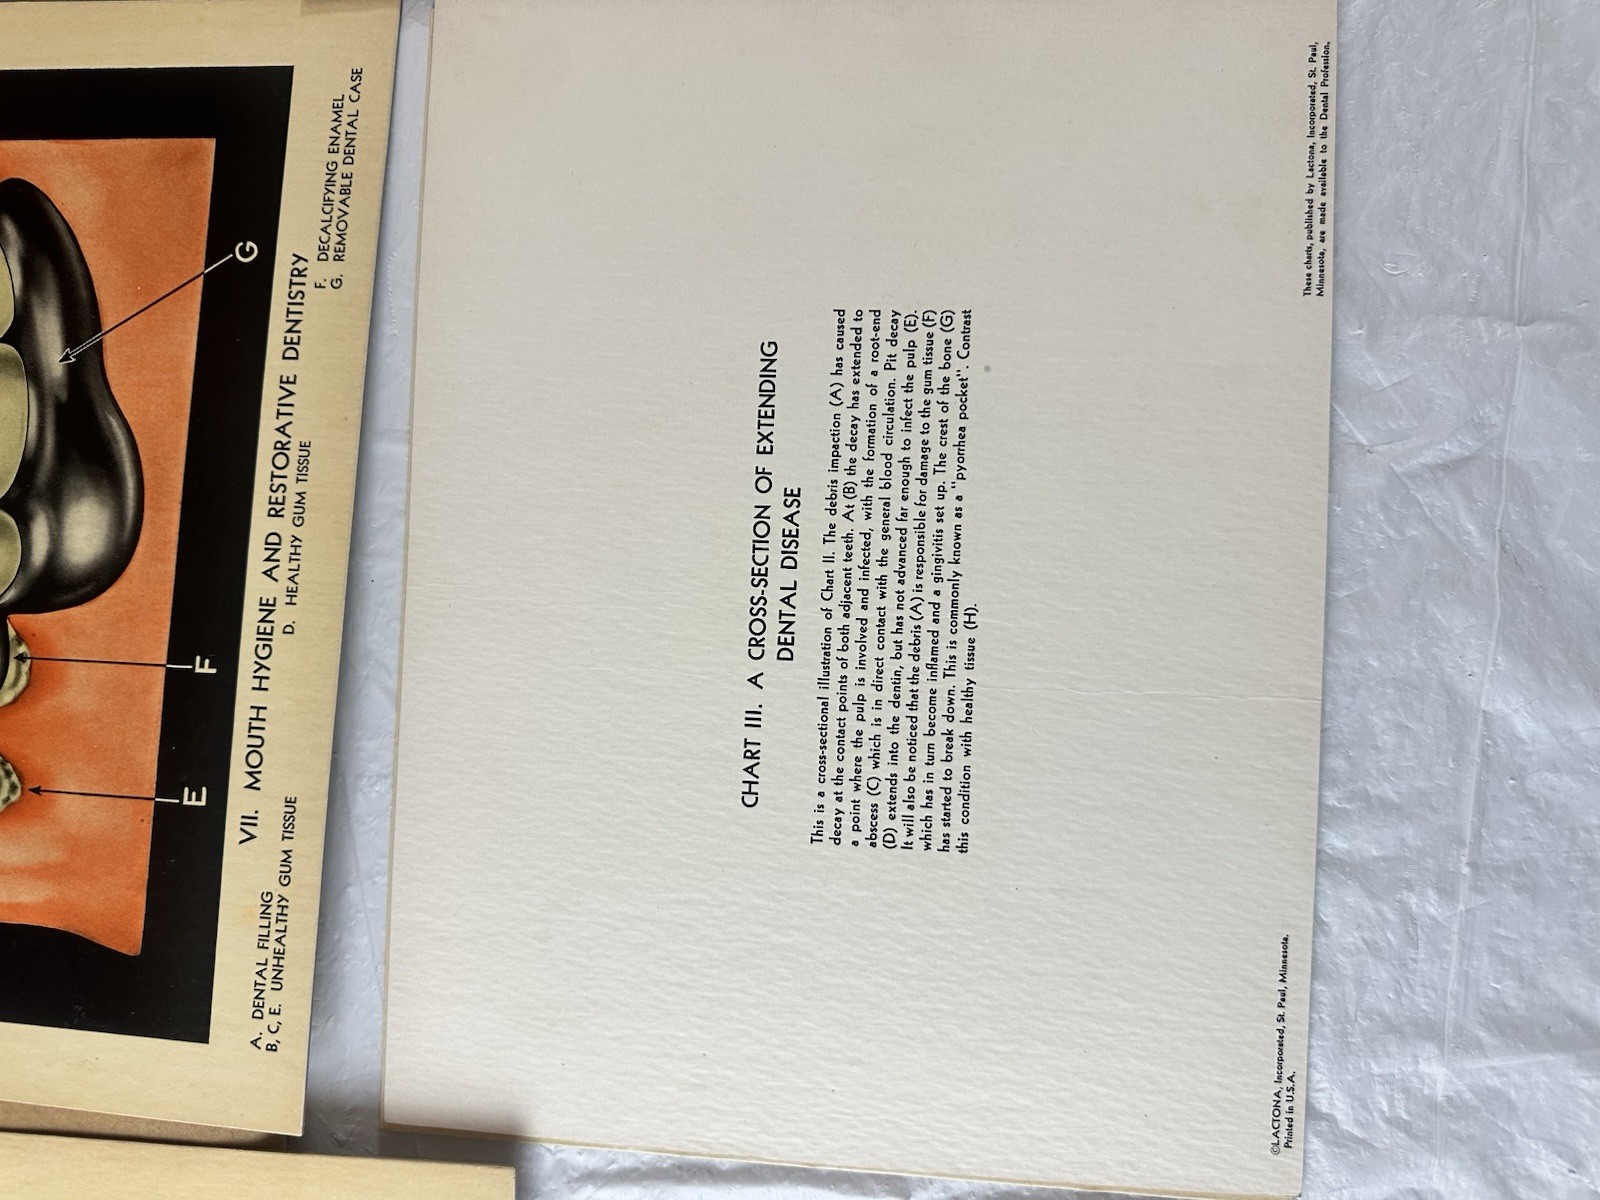 G
F
E
VII. MOUTH HYGIENE AND RESTORATIVE DENTISTRY
A. DENTAL FILLING
B, C, E. UNHEALTHY GUM TISSUE
D. HEALTHY GUM TISSUE
F. DECALCIFYING ENAMEL
G. REMOVABLE DENTAL CASE
CHART III. A CROSS-SECTION OF EXTENDING
DENTAL DISEASE
This is a cross-sectional illustration of Chart II. The debris impaction (A) has caused
decay at the contact points of both adjacent teeth. At (B) the decay has extended to
a point where the pulp is involved and infected, with the formation of a root-end
abscess (C) which is in direct contact with the general blood circulation. Pit decay
(D) extends into the dentin, but has not advanced far enough to infect the pulp (E).
It will also be noticed that the debris (A) is responsible for damage to the gum tissue (F)
which has in turn become inflamed and a gingivitis set up. The crest of the bone (G)
has started to break down. This is commonly known as a "pyorrhea pocket". Contrast
this condition with healthy tissue (H).
©LACTONA, Incorporated, St. Paul, Minnesota.
Printed in U.S.A.
These charts, published by Lactona, Incorporated, St. Paul,
Minnesota, are made available to the Dental Profession.